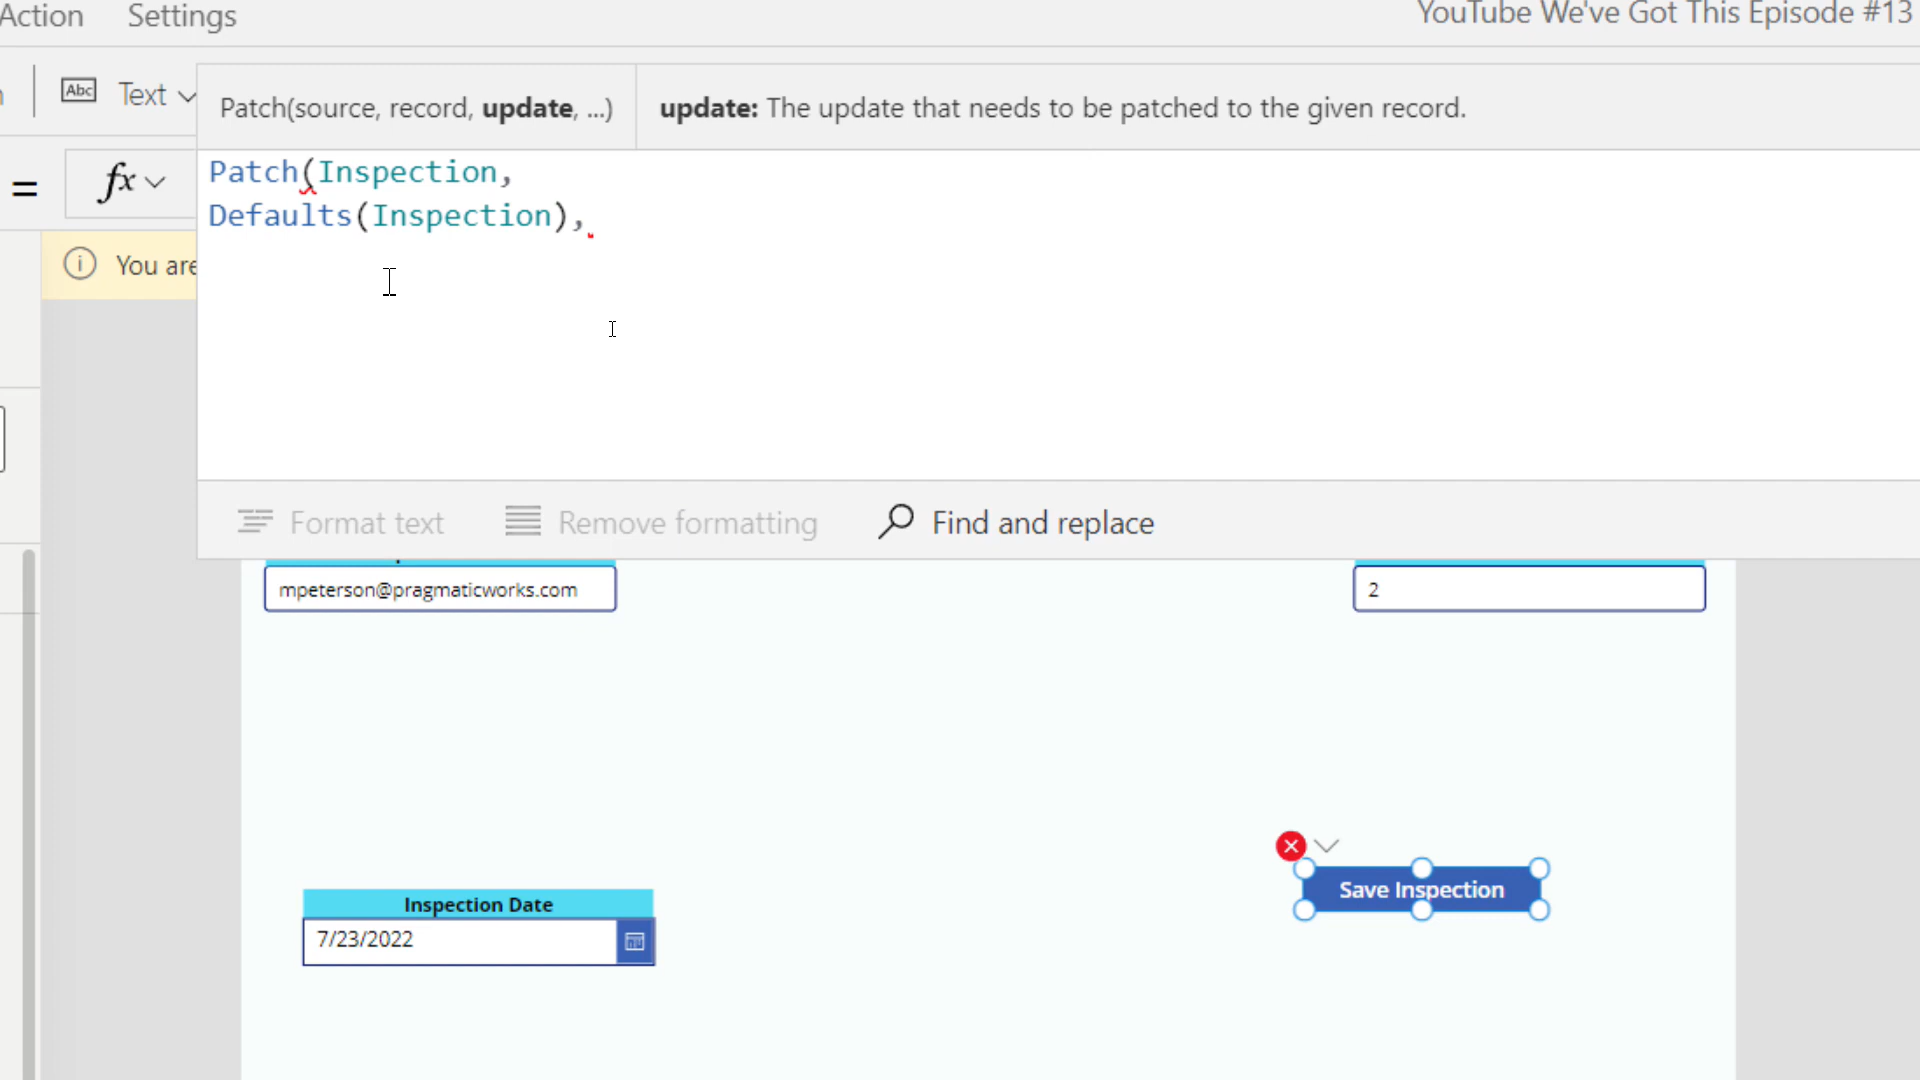 Action Settings YouTube We've Got This Episode #13
Abc Text
Patch(source, record, update, ...) update: The update that needs to be patched to the given record.
= fx
Patch(Inspection,
Defaults(Inspection),
You are
Format text Remove formatting Find and replace
mpeterson@pragmaticworks.com 2
Save Inspection
Inspection Date
7/23/2022